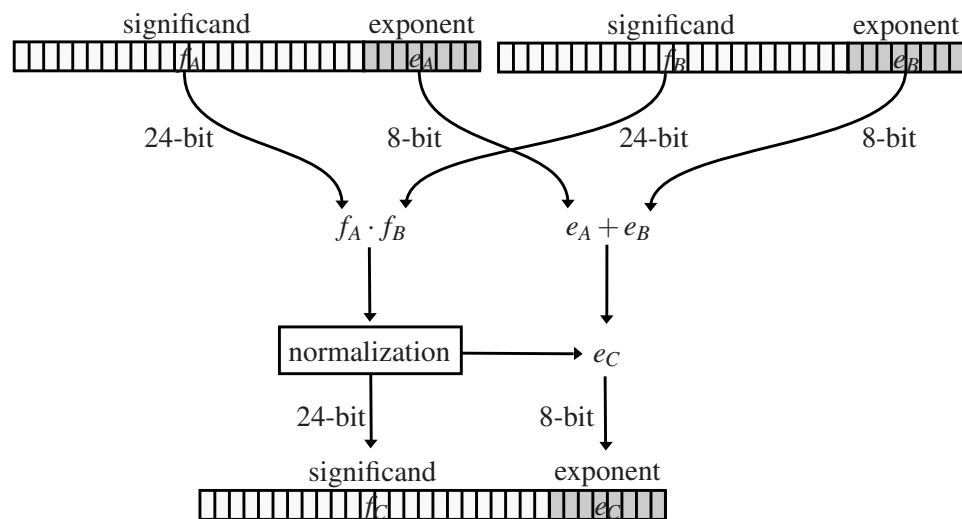 significand exponent significand exponent
f_A e_A f_B e_B
24-bit 8-bit 24-bit 8-bit
f_A · f_B e_A + e_B
normalization e_C
24-bit 8-bit
significand exponent
f_C e_C